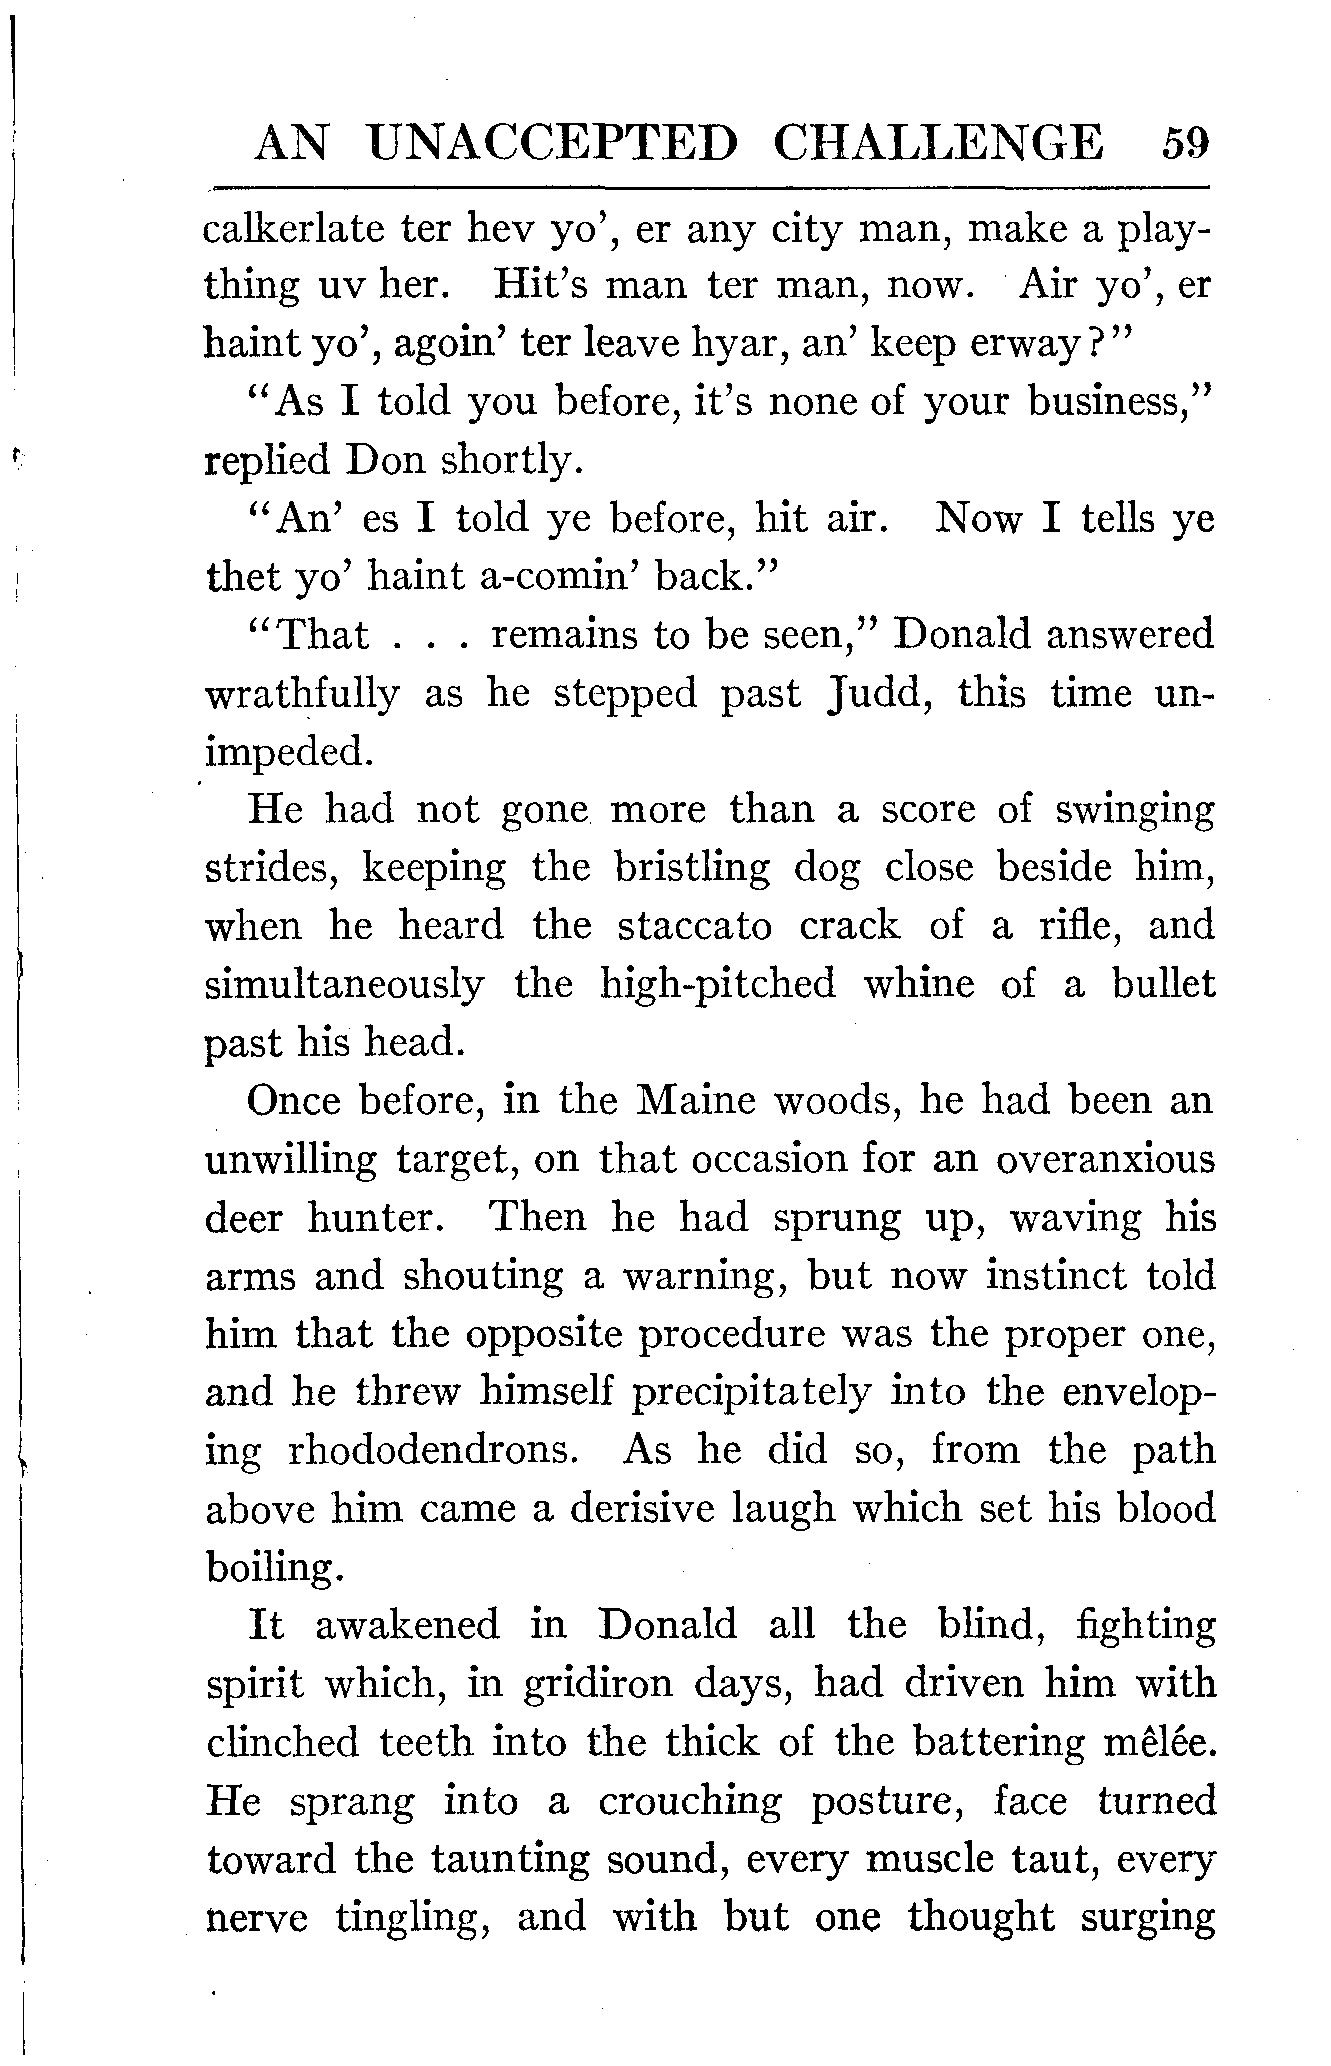 AN UNACCEPTED CHALLENGE 59
calkerlate ter hev yo', er any city man, make a play-
thing uv her. Hit's man ter man, now. Air yo', er
haint yo', agoin' ter leave hyar, an' keep erway?"
"As I told you before, it's none of your business,"
replied Don shortly.
"An' es I told ye before, hit air. Now I tells ye
thet yo' haint a-comin' back."
"That . . . remains to be seen," Donald answered
wrathfully as he stepped past Judd, this time un-
impeded.
He had not gone more than a score of swinging
strides, keeping the bristling dog close beside him,
when he heard the staccato crack of a rifle, and
simultaneously the high-pitched whine of a bullet
past his head.
Once before, in the Maine woods, he had been an
unwilling target, on that occasion for an overanxious
deer hunter. Then he had sprung up, waving his
arms and shouting a warning, but now instinct told
him that the opposite procedure was the proper one,
and he threw himself precipitately into the envelop-
ing rhododendrons. As he did so, from the path
above him came a derisive laugh which set his blood
boiling.
It awakened in Donald all the blind, fighting
spirit which, in gridiron days, had driven him with
clinched teeth into the thick of the battering mêlée.
He sprang into a crouching posture, face turned
toward the taunting sound, every muscle taut, every
nerve tingling, and with but one thought surging